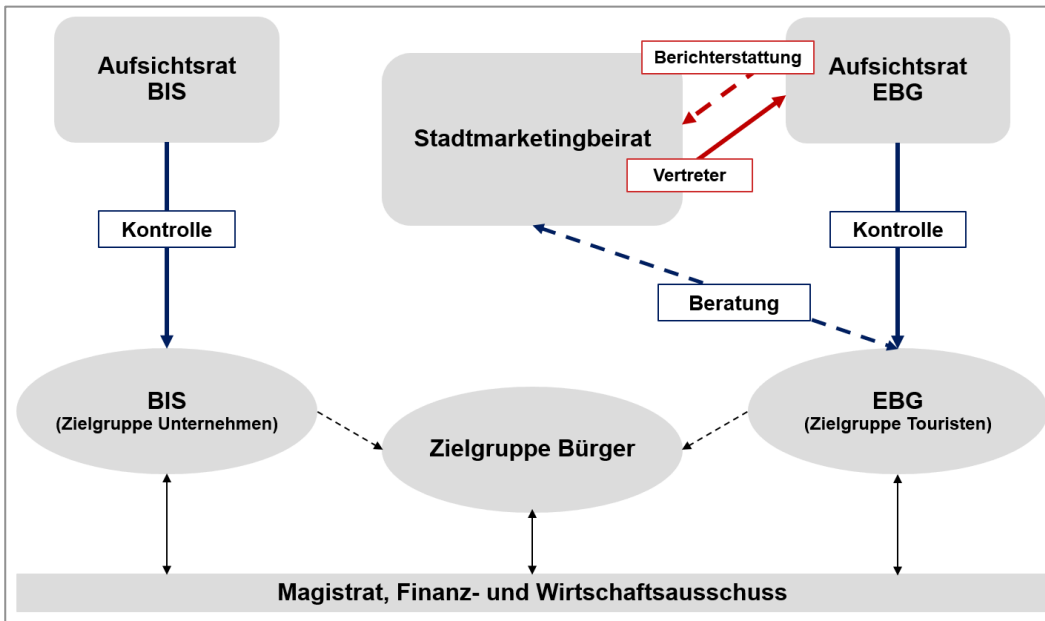 Aufsichtsrat
BIS
Stadtmarketingbeirat
Berichterstattung
Aufsichtsrat
EBG
Vertreter
Kontrolle
Kontrolle
Beratung
BIS
(Zielgruppe Unternehmen)
Zielgruppe Bürger
EBG
(Zielgruppe Touristen)
Magistrat, Finanz- und Wirtschaftsausschuss